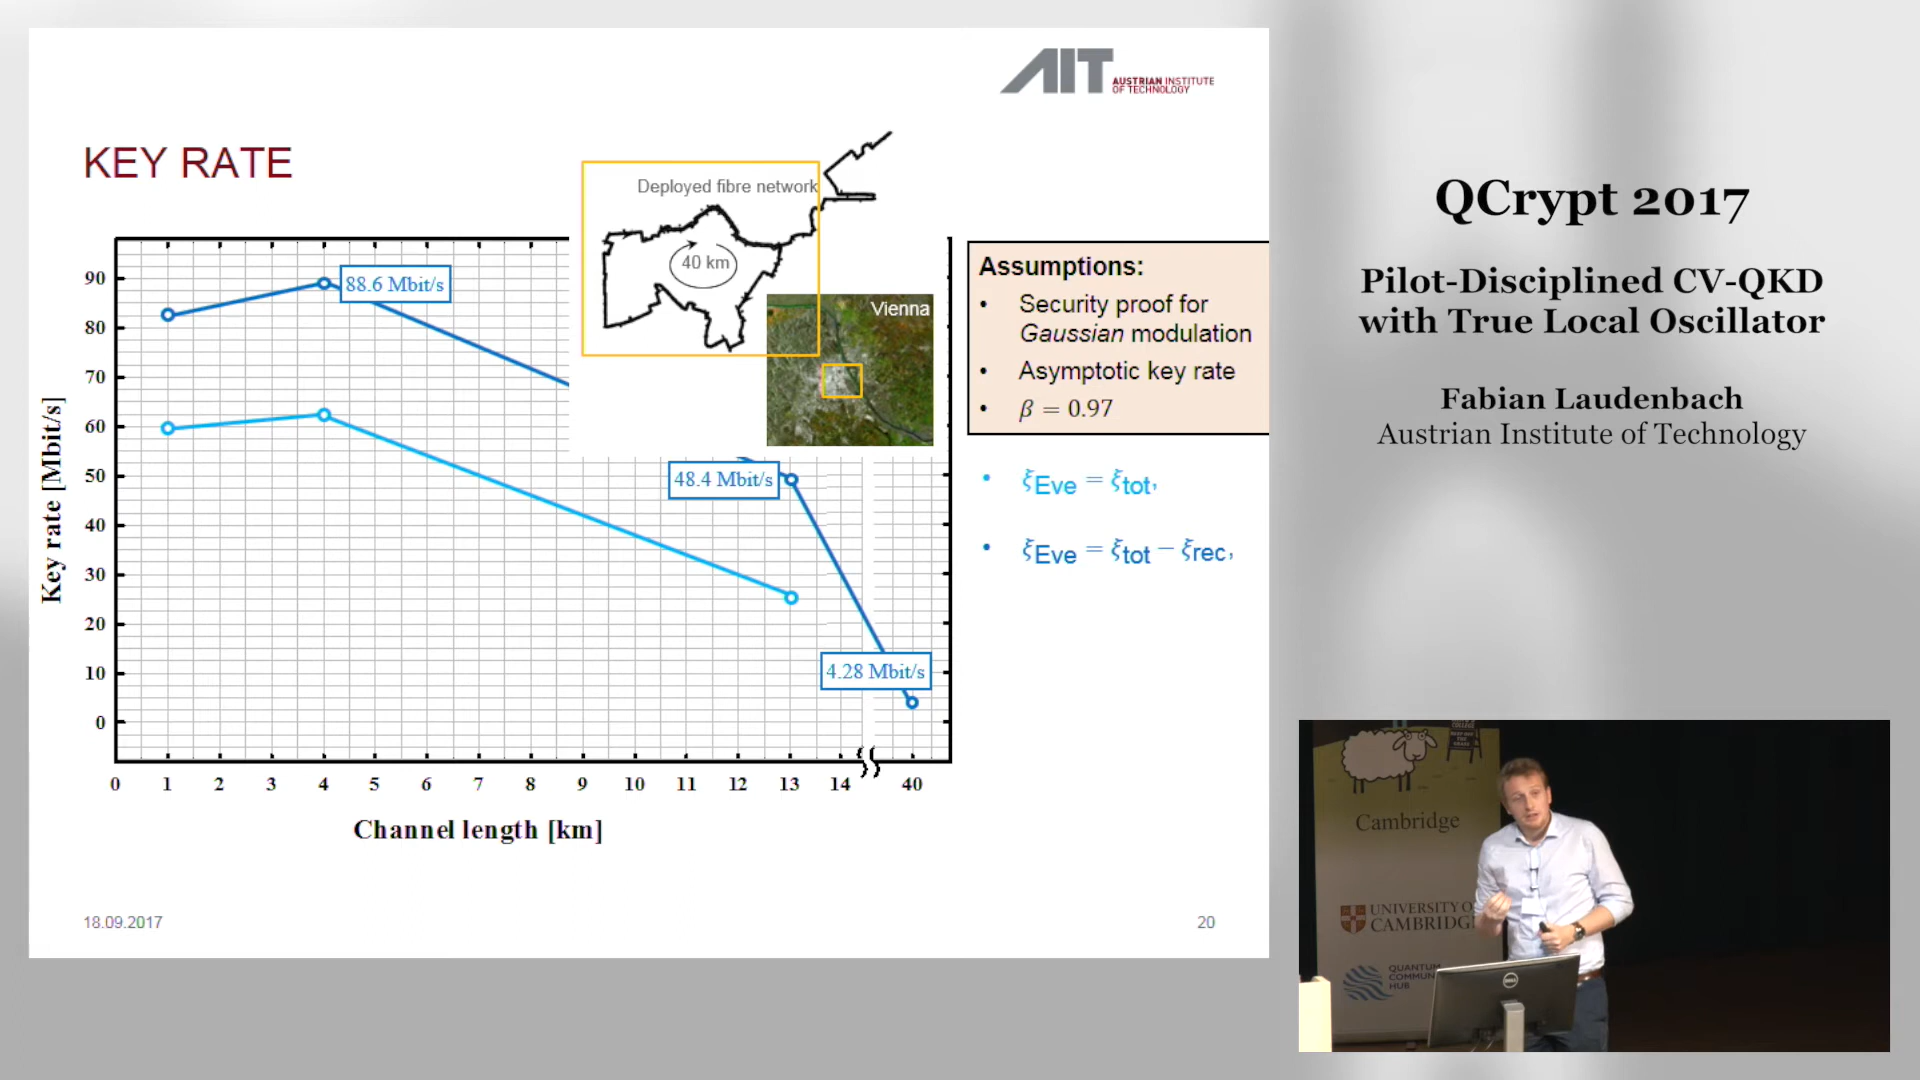 AIT
AUSTRIAN INSTITUTE
OF TECHNOLOGY
KEY RATE
Deployed fibre network
40 km
Vienna
88.6 Mbit/s
48.4 Mbit/s
4.28 Mbit/s
Key rate [Mbit/s]
90
80
70
60
50
40
30
20
10
0
0 1 2 3 4 5 6 7 8 9 10 11 12 13 14 40
Channel length [km]
Assumptions:
• Security proof for
Gaussian modulation
• Asymptotic key rate
• β = 0.97
• ξEve = ξtot,
• ξEve = ξtot − ξrec,
18.09.2017
20
QCrypt 2017
Pilot-Disciplined CV-QKD
with True Local Oscillator
Fabian Laudenbach
Austrian Institute of Technology
Cambridge
UNIVERSITY O
CAMBRIDG
QUANTUM
COMMUN
HUB
DELL